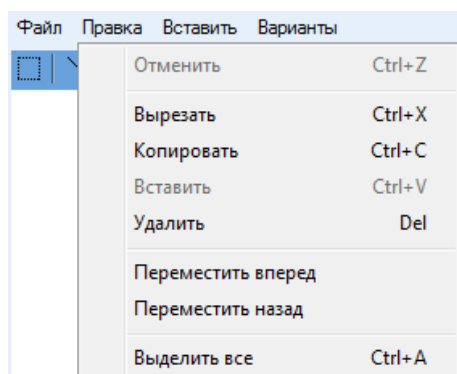 Файл Правка Вставить Варианты
Отменить Ctrl+Z
Вырезать Ctrl+X
Копировать Ctrl+C
Вставить Ctrl+V
Удалить Del
Переместить вперед
Переместить назад
Выделить все Ctrl+A